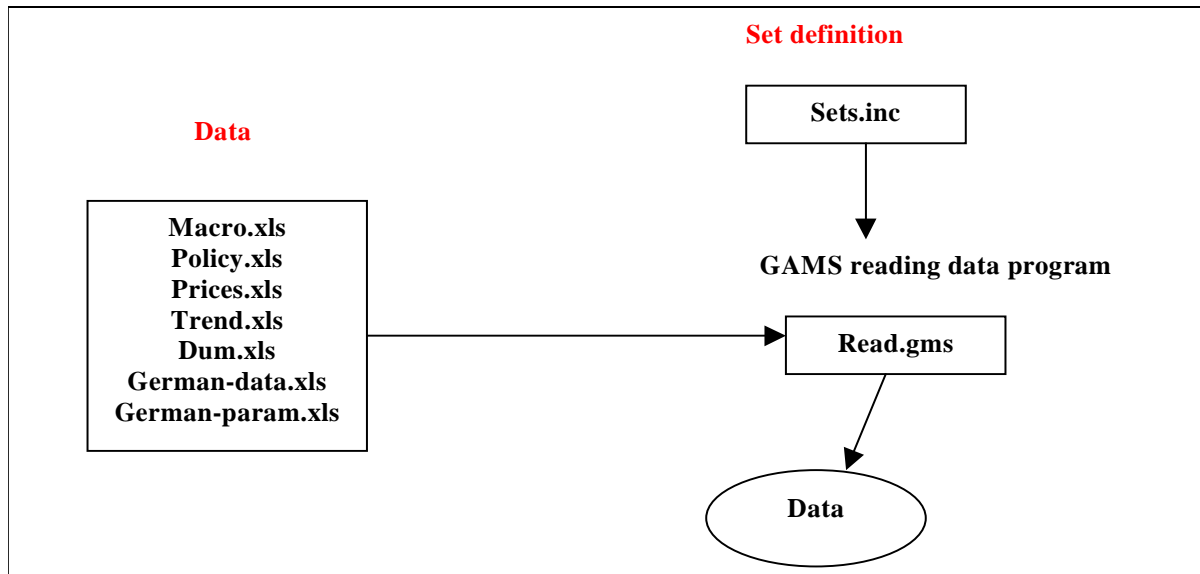 Set definition
Sets.inc
Data
Macro.xls
Policy.xls
Prices.xls
Trend.xls
Dum.xls
German-data.xls
German-param.xls
GAMS reading data program
Read.gms
Data